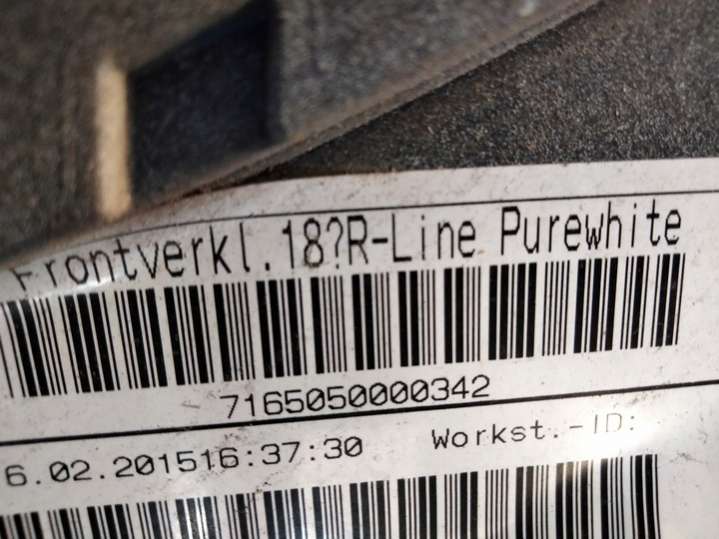 Frontverkl.18?R-Line Purewhite
7165050000342
6.02.201516:37:30 Workst.-ID: